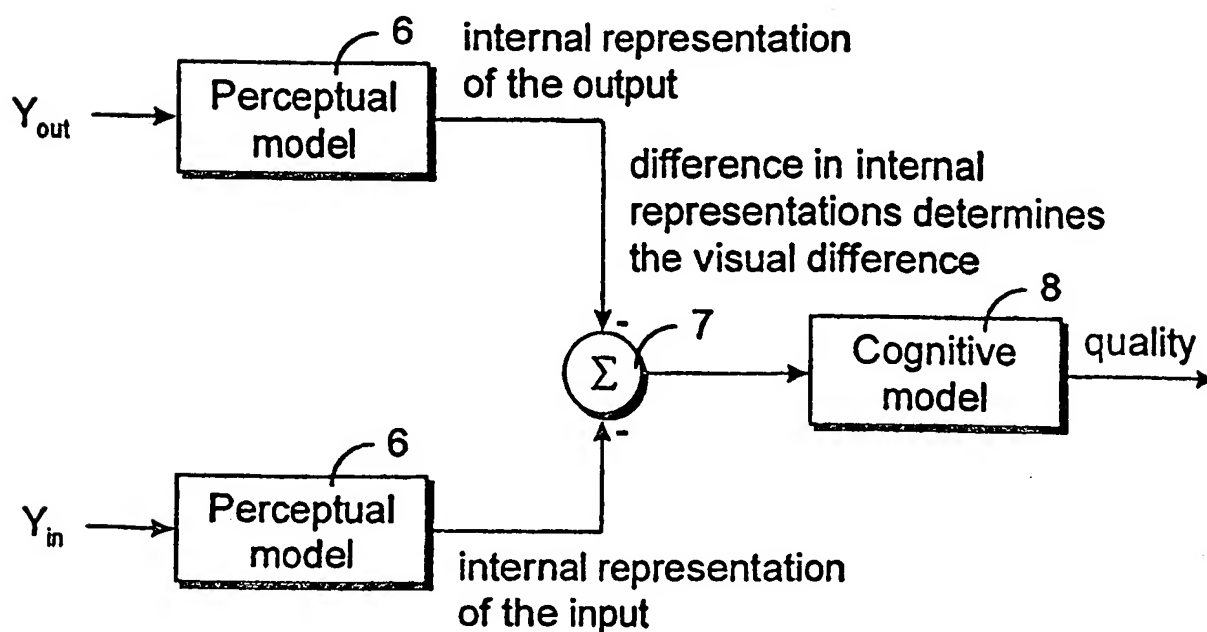 6
internal representation
of the output
Y_out
Perceptual
model
difference in internal
representations determines
the visual difference
-
7
8
Σ
Cognitive
model
quality
-
6
Y_in
Perceptual
model
internal representation
of the input